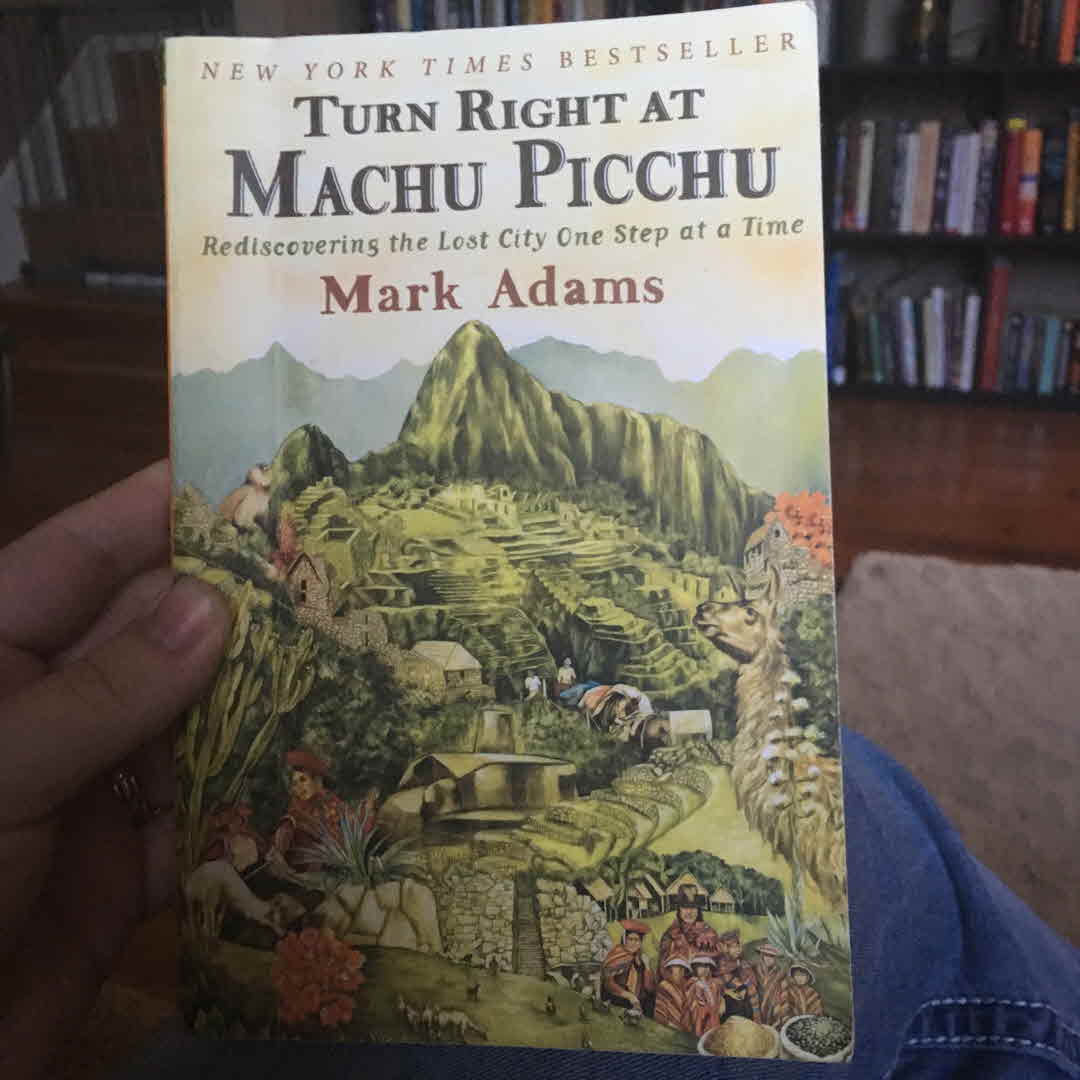 NEW YORK TIMES BESTSELLER
TURN RIGHT AT
MACHU PICCHU
Rediscovering the Lost City One Step at a Time
Mark Adams